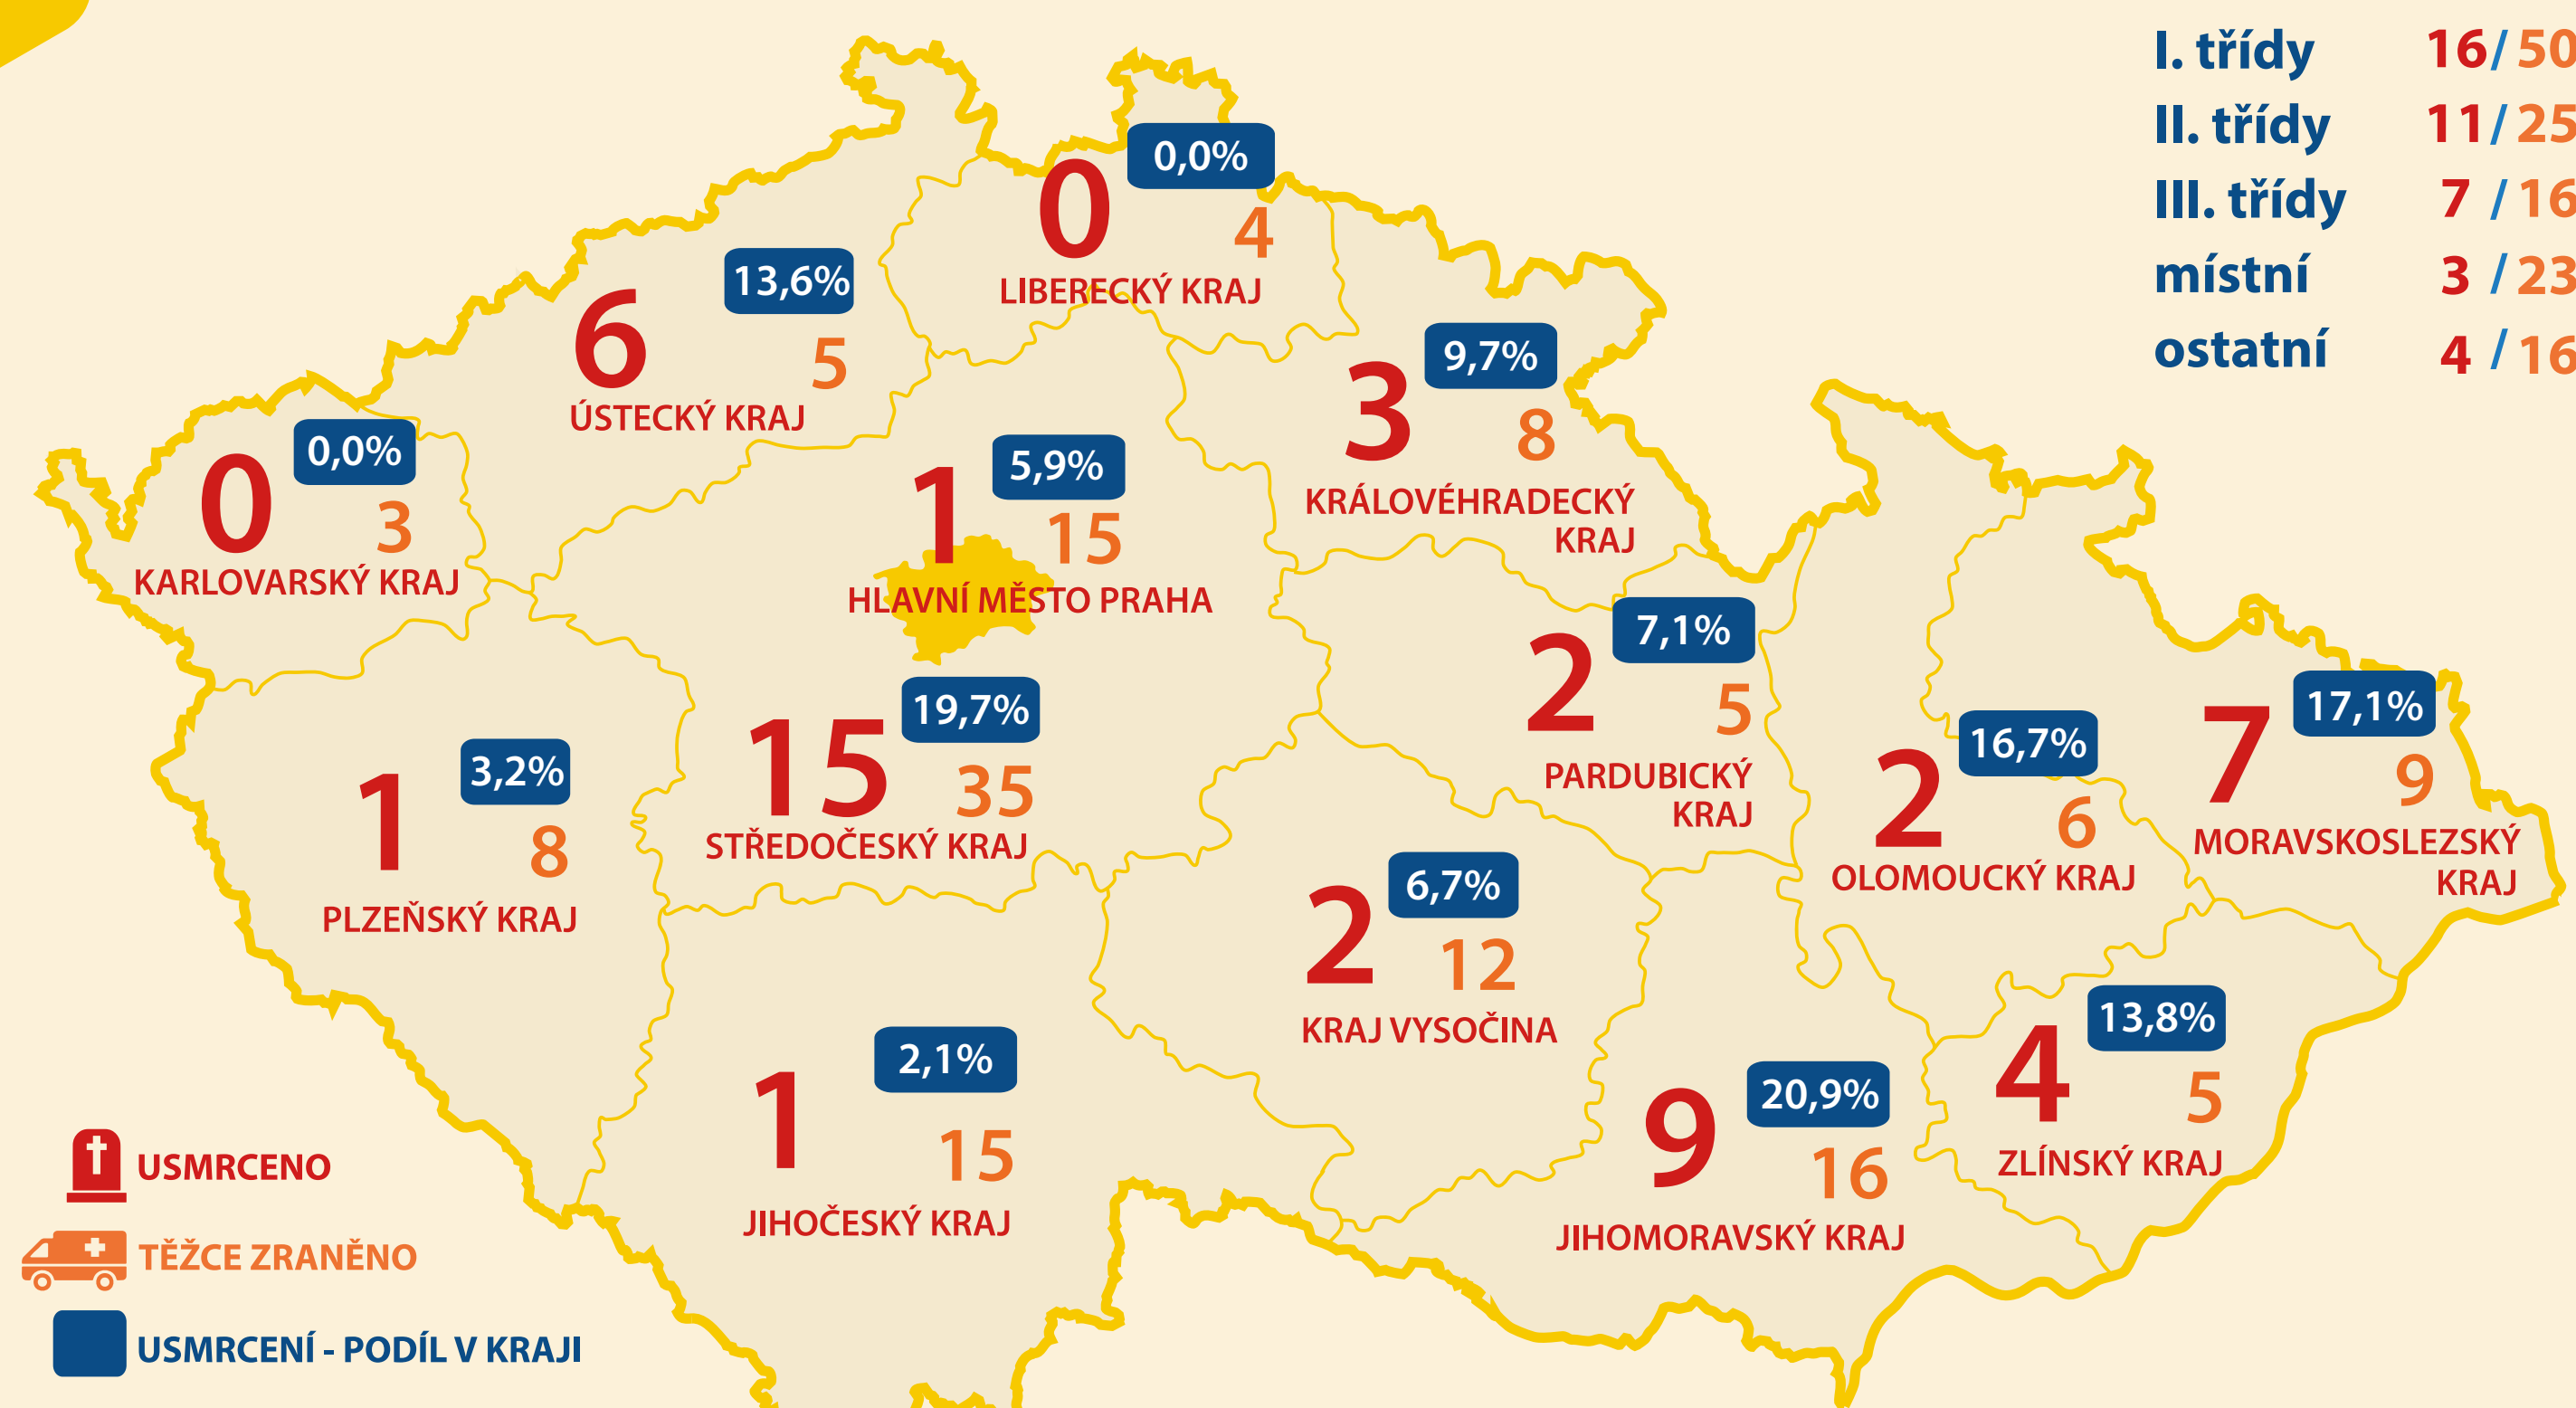 I. třídy 16 / 50
II. třídy 11 / 25
III. třídy 7 / 16
místní 3 / 23
ostatní 4 / 16
0,0%
0 4
LIBERECKÝ KRAJ
13,6%
6 5
ÚSTECKÝ KRAJ
9,7%
3 8
KRÁLOVÉHRADECKÝ
KRAJ
0,0%
0 3
KARLOVARSKÝ KRAJ
5,9%
1 15
HLAVNÍ MĚSTO PRAHA
7,1%
2 5
PARDUBICKÝ
KRAJ
19,7%
15 35
STŘEDOČESKÝ KRAJ
16,7%
2 6
OLOMOUCKÝ KRAJ
17,1%
7 9
MORAVSKOSLEZSKÝ
KRAJ
3,2%
1 8
PLZEŇSKÝ KRAJ
6,7%
2 12
KRAJ VYSOČINA
13,8%
4 5
ZLÍNSKÝ KRAJ
2,1%
1 15
JIHOČESKÝ KRAJ
20,9%
9 16
JIHOMORAVSKÝ KRAJ
USMRCENO
TĚŽCE ZRANĚNO
USMRCENÍ - PODÍL V KRAJI